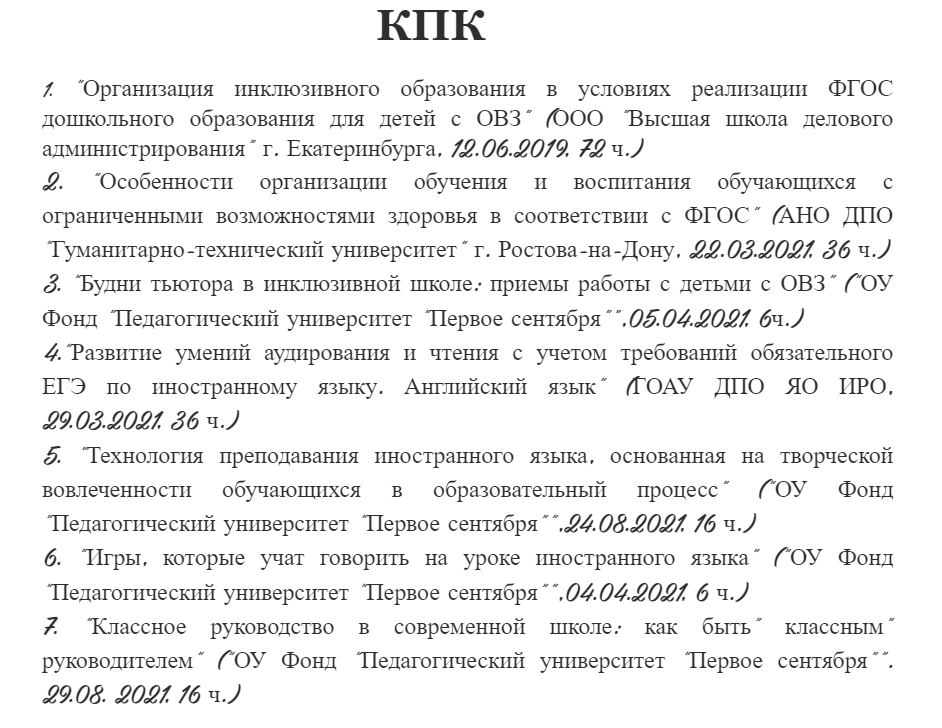 КПК
1. "Организация инклюзивного образования в условиях реализации ФГОС
дошкольного образования для детей с ОВЗ" (ООО "Высшая школа делового
администрирования" г. Екатеринбурга, 12.06.2019, 72 ч.)
2. "Особенности организации обучения и воспитания обучающихся с
ограниченными возможностями здоровья в соответствии с ФГОС" (АНО ДПО
"Гуманитарно-технический университет" г. Ростова-на-Дону, 22.03.2021, 36 ч.)
3. "Будни тьютора в инклюзивной школе: приемы работы с детьми с ОВЗ" ("ОУ
Фонд "Педагогический университет "Первое сентября"",05.04.2021, 6ч.)
4."Развитие умений аудирования и чтения с учетом требований обязательного
ЕГЭ по иностранному языку. Английский язык" (ГОАУ ДПО ЯО ИРО,
29.03.2021, 36 ч.)
5. "Технология преподавания иностранного языка, основанная на творческой
вовлеченности обучающихся в образовательный процесс" ("ОУ Фонд
"Педагогический университет "Первое сентября"",24.08.2021, 16 ч.)
6. "Игры, которые учат говорить на уроке иностранного языка" ("ОУ Фонд
"Педагогический университет "Первое сентября"",04.04.2021, 6 ч.)
7. "Классное руководство в современной школе: как быть" классным"
руководителем" ("ОУ Фонд "Педагогический университет "Первое сентября"",
29.08. 2021, 16 ч.)